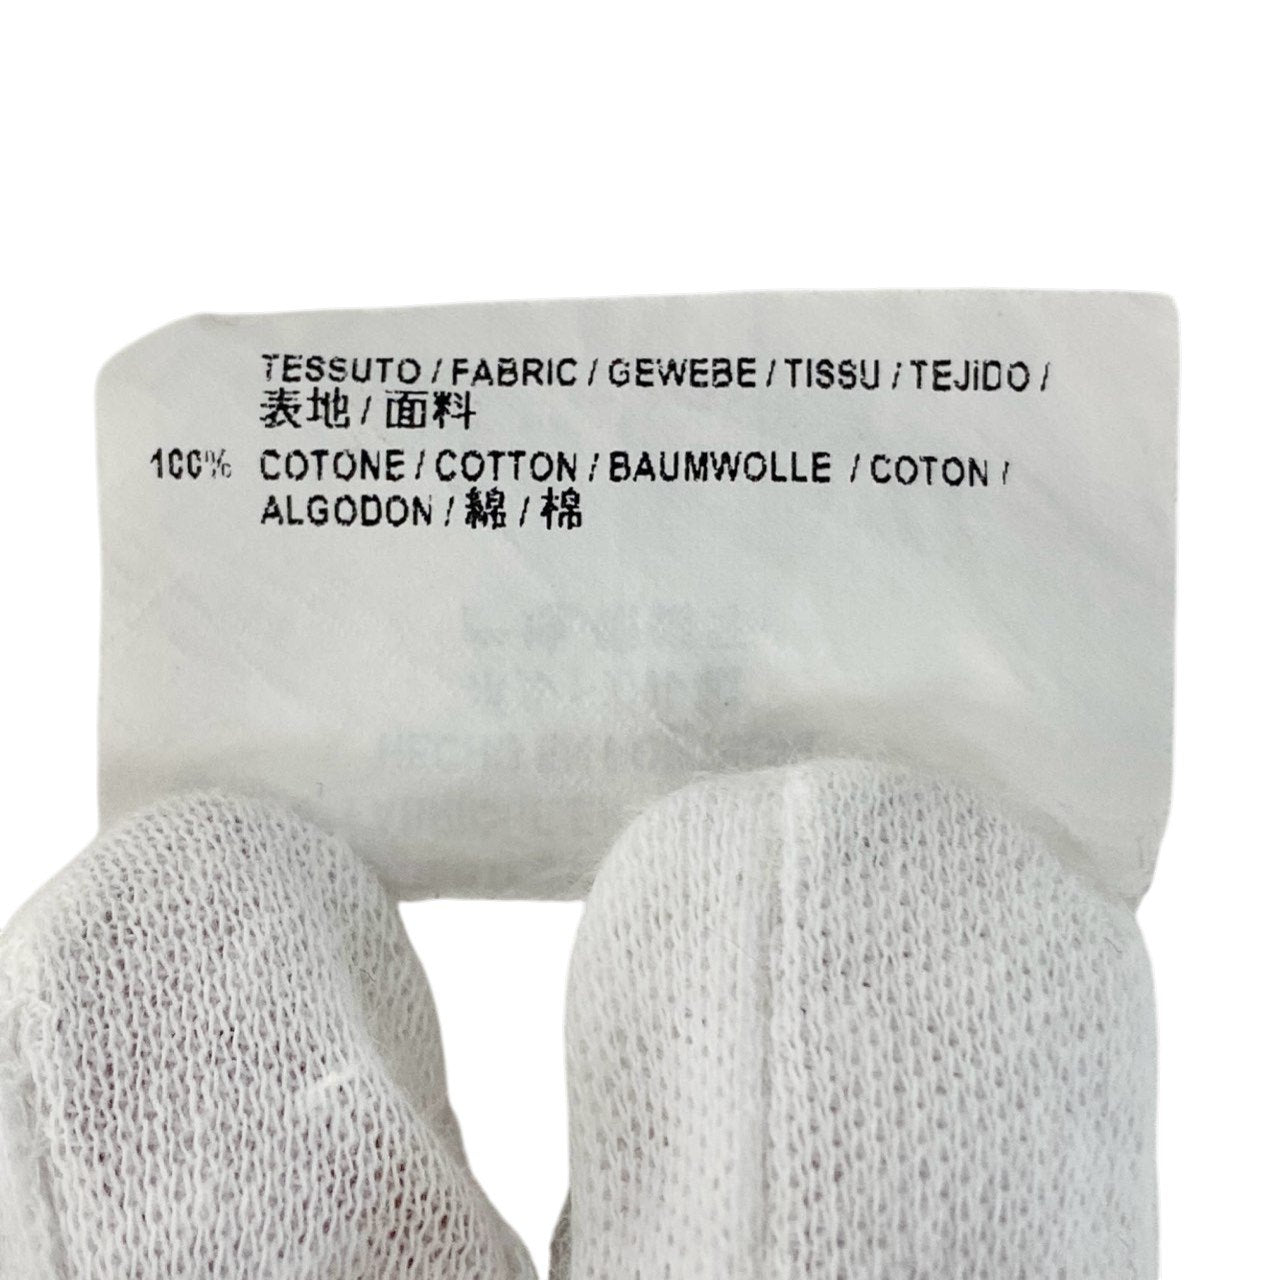 TESSUTO / FABRIC / GEWEBE / TISSU / TEJIDO /
表地 / 面料
100% COTONE / COTTON / BAUMWOLLE / COTON /
ALGODON / 綿 / 棉